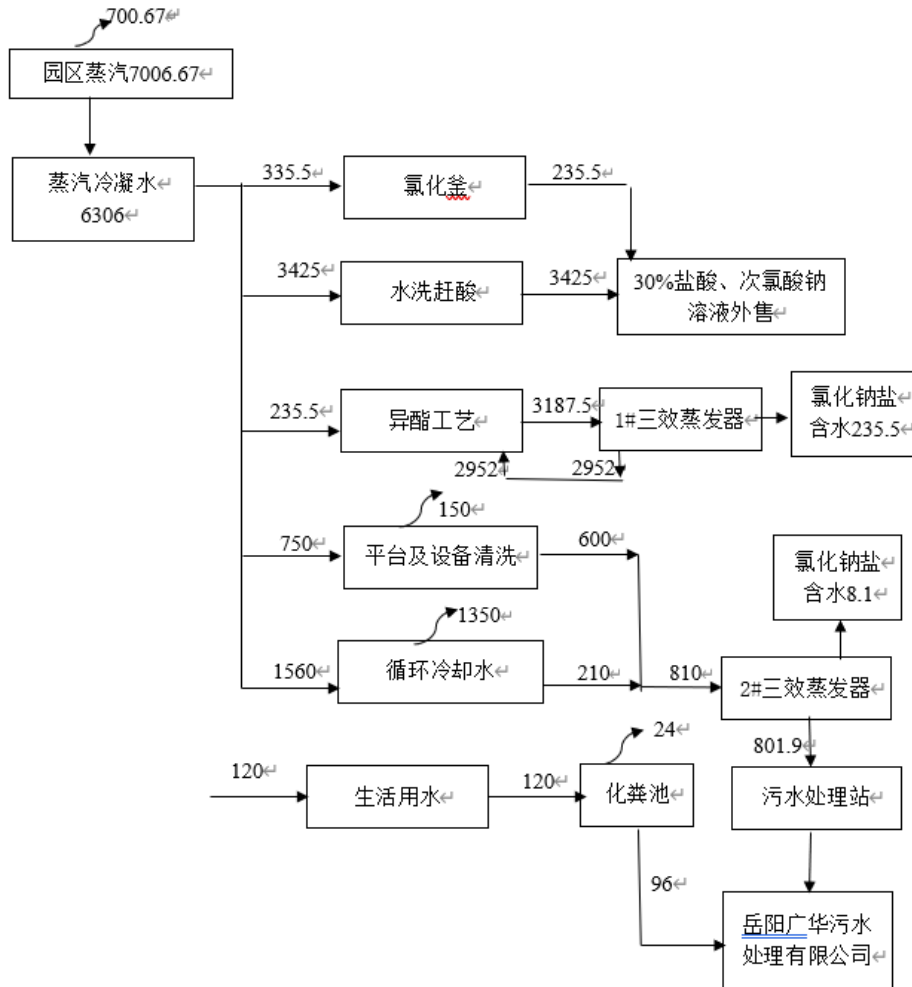 700.67↵
园区蒸汽7006.67↵
蒸汽冷凝水↵
6306↵
335.5↵
氯化釜↵
235.5↵
3425↵
水洗赶酸↵
3425↵
30%盐酸、次氯酸钠
溶液外售↵
235.5↵
异酯工艺↵
3187.5↵
1#三效蒸发器↵
氯化钠盐↵
含水235.5↵
2952↵
2952↵
150↵
750↵
平台及设备清洗↵
600↵
氯化钠盐↵
含水8.1↵
1350↵
1560↵
循环冷却水↵
210↵
810↵
2#三效蒸发器↵
801.9↵
24↵
120↵
生活用水↵
120↵
化粪池↵
污水处理站↵
96↵
岳阳广华污水
处理有限公司↵